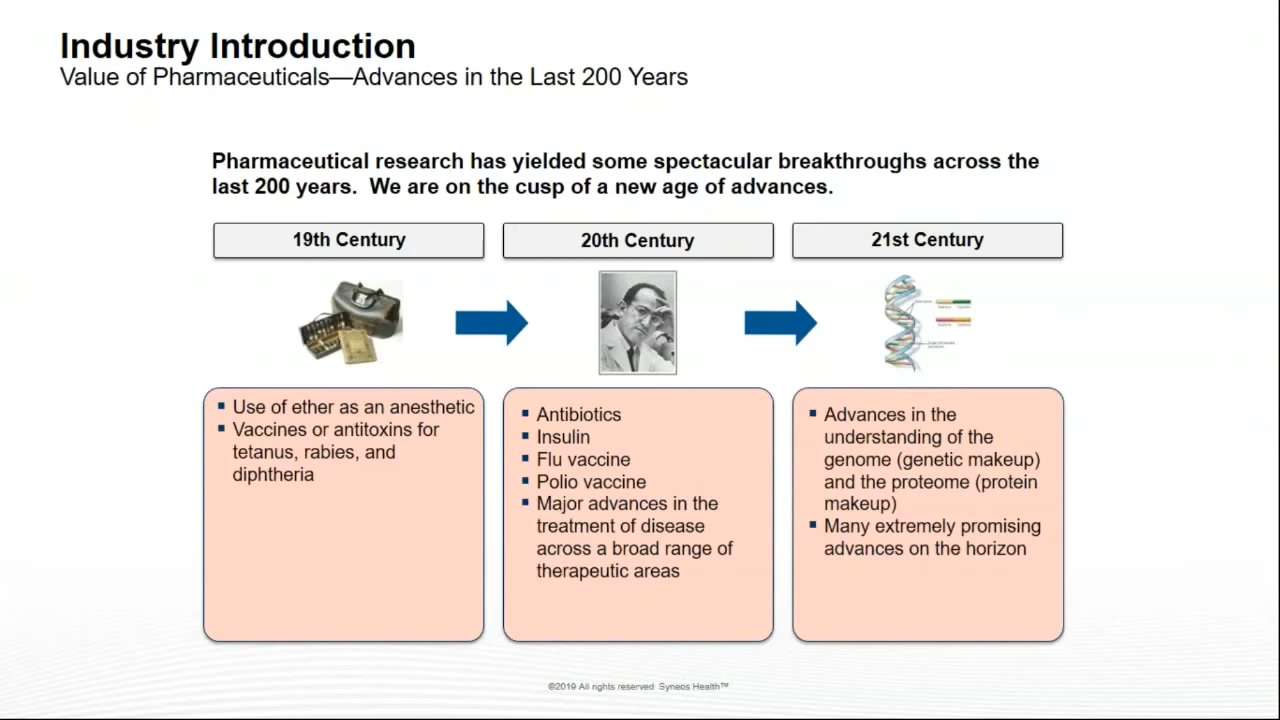 Industry Introduction
Value of Pharmaceuticals—Advances in the Last 200 Years
Pharmaceutical research has yielded some spectacular breakthroughs across the
last 200 years.  We are on the cusp of a new age of advances.
19th Century
20th Century
21st Century
▪ Use of ether as an anesthetic
▪ Vaccines or antitoxins for
tetanus, rabies, and
diphtheria
▪ Antibiotics
▪ Insulin
▪ Flu vaccine
▪ Polio vaccine
▪ Major advances in the
treatment of disease
across a broad range of
therapeutic areas
▪ Advances in the
understanding of the
genome (genetic makeup)
and the proteome (protein
makeup)
▪ Many extremely promising
advances on the horizon
©2019 All rights reserved  Syneos Health™